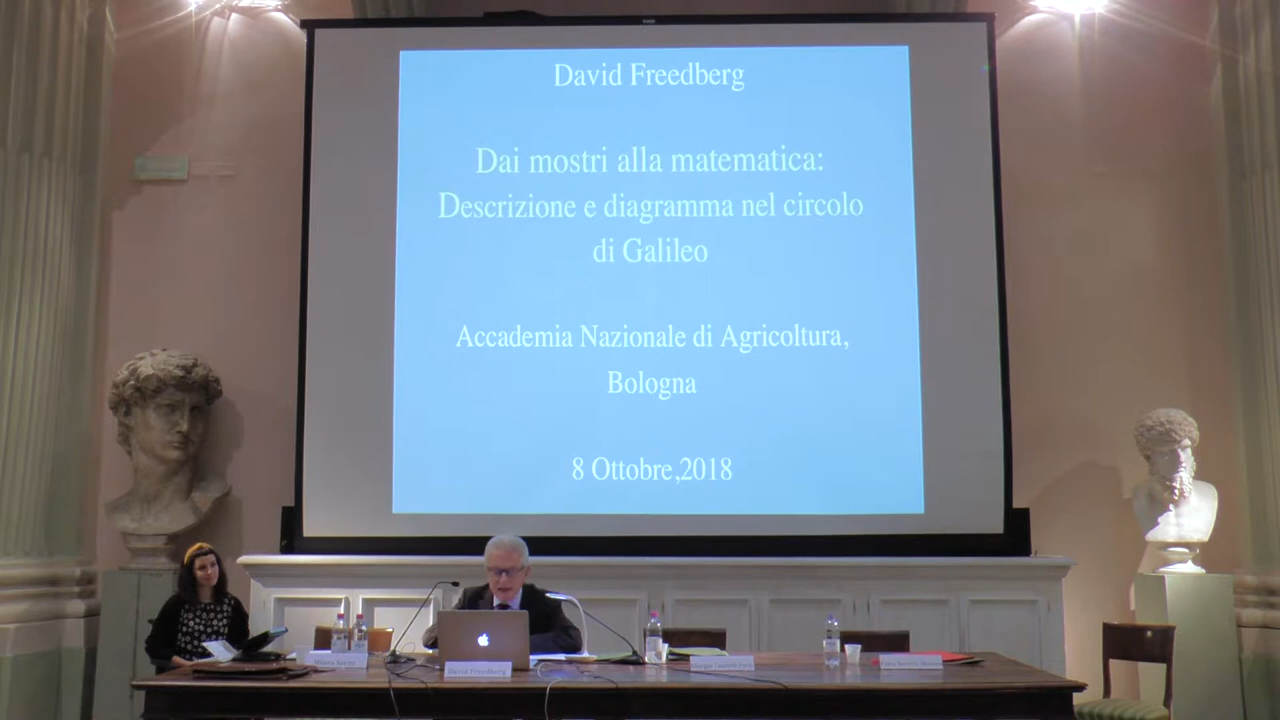 David Freedberg
Dai mostri alla matematica:
Descrizione e diagramma nel circolo
di Galileo
Accademia Nazionale di Agricoltura,
Bologna
8 Ottobre,2018
David Freedberg